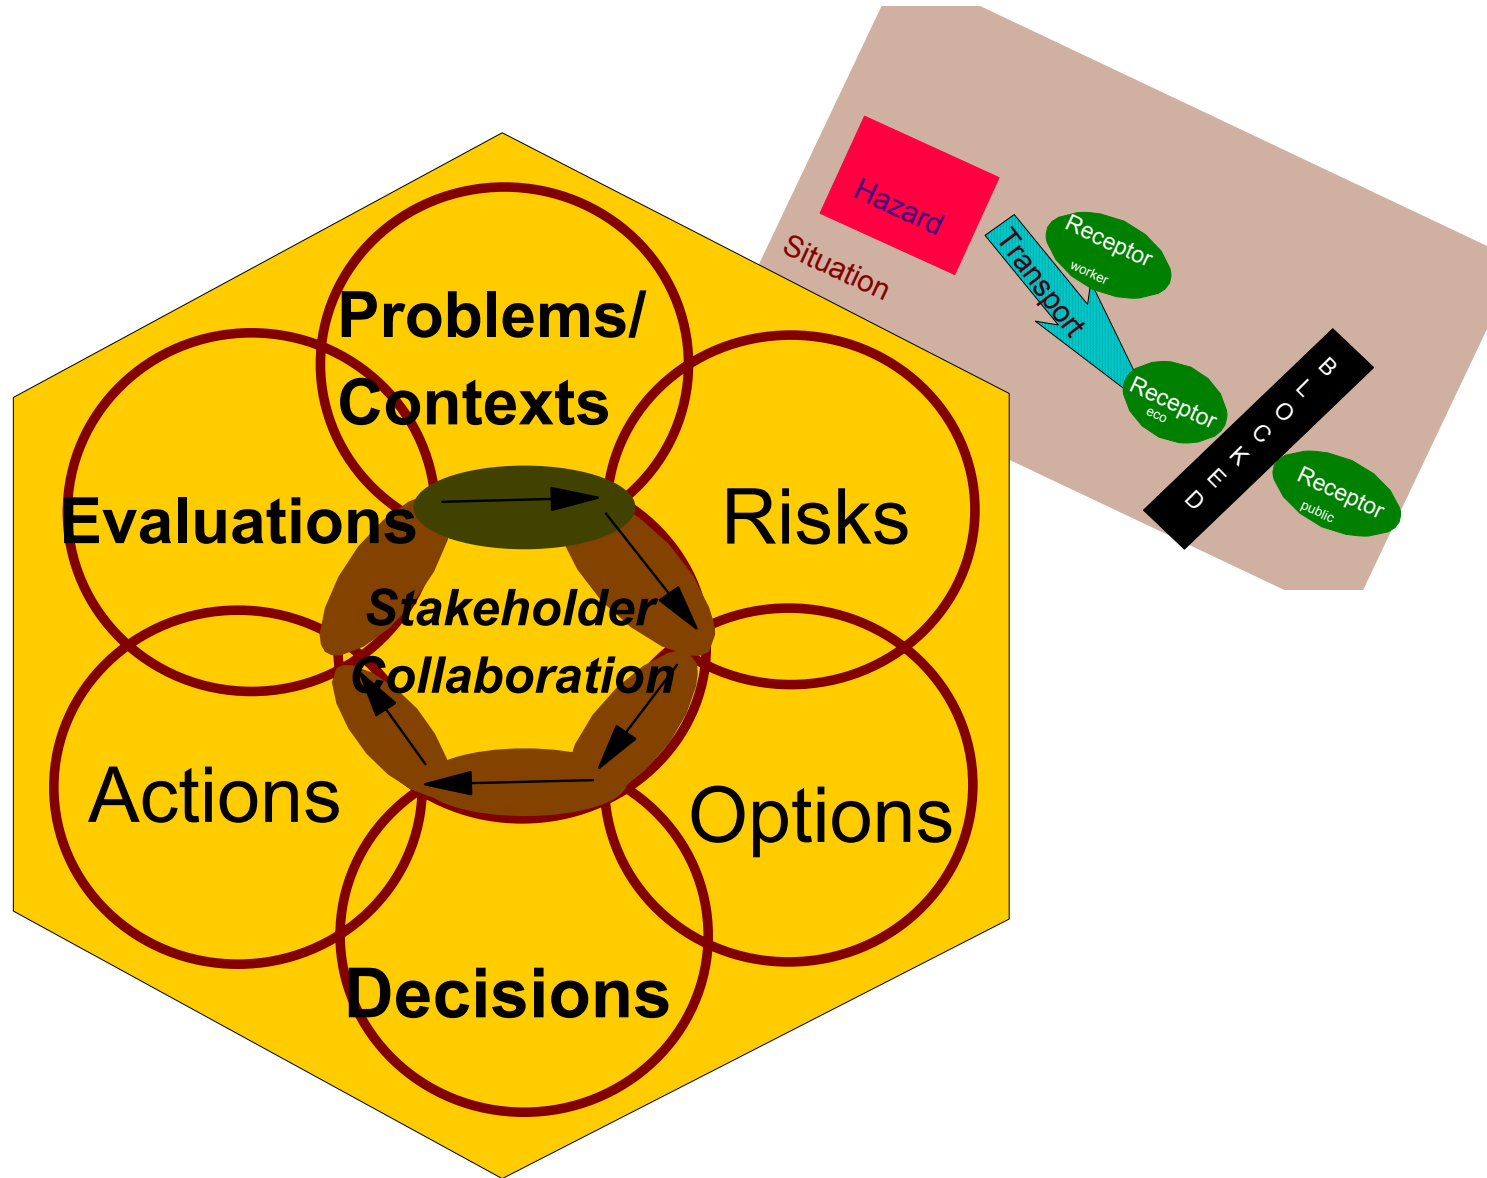 Problems/
Contexts
Evaluations
Risks
Stakeholder
Collaboration
Actions
Options
Decisions
Hazard
Situation
Transport
Receptor
worker
Receptor
eco
BLOCKED
Receptor
public